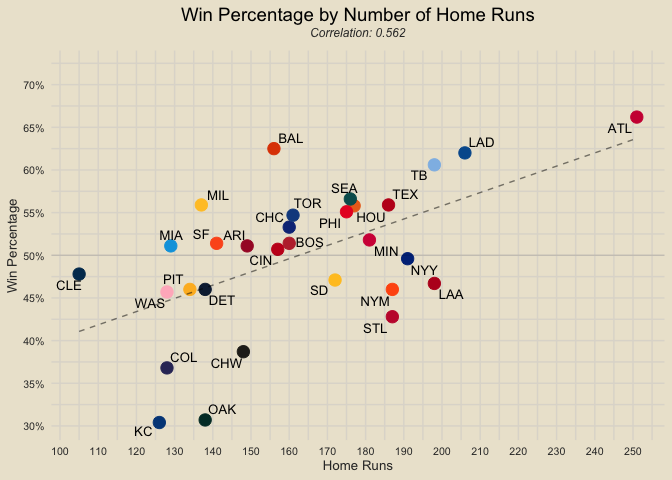 Win Percentage by Number of Home Runs
Correlation: 0.562
70%
65%
60%
55%
50%
45%
40%
35%
30%
Win Percentage
ATL
BAL
LAD
TB
SEA
TEX
MIL
TOR
CHC
PHI
HOU
MIA
SF
ARI
BOS
MIN
CIN
NYY
CLE
PIT
SD
LAA
WAS
DET
NYM
STL
COL
CHW
OAK
KC
100 110 120 130 140 150 160 170 180 190 200 210 220 230 240 250
Home Runs